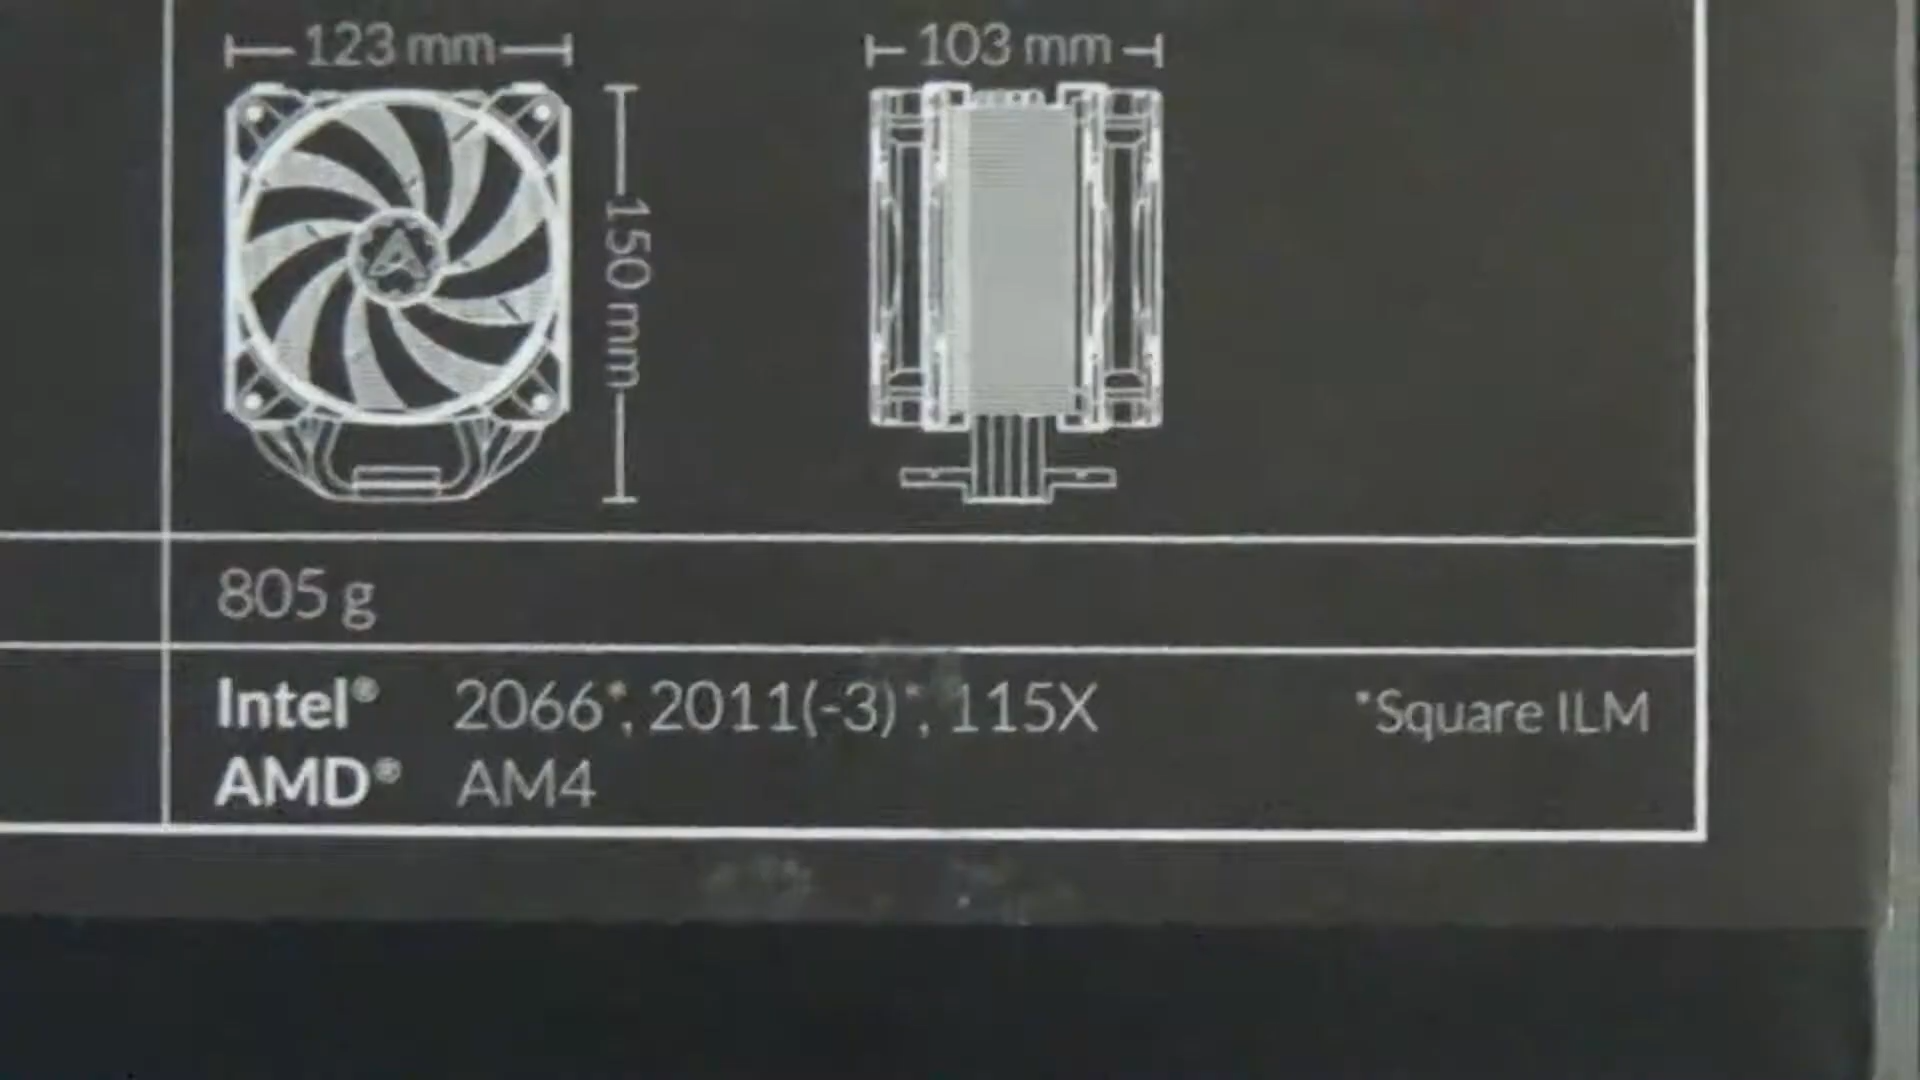 123 mm
103 mm
150 mm
805 g
Intel® 2066*, 2011(-3)*, 115X *Square ILM
AMD® AM4